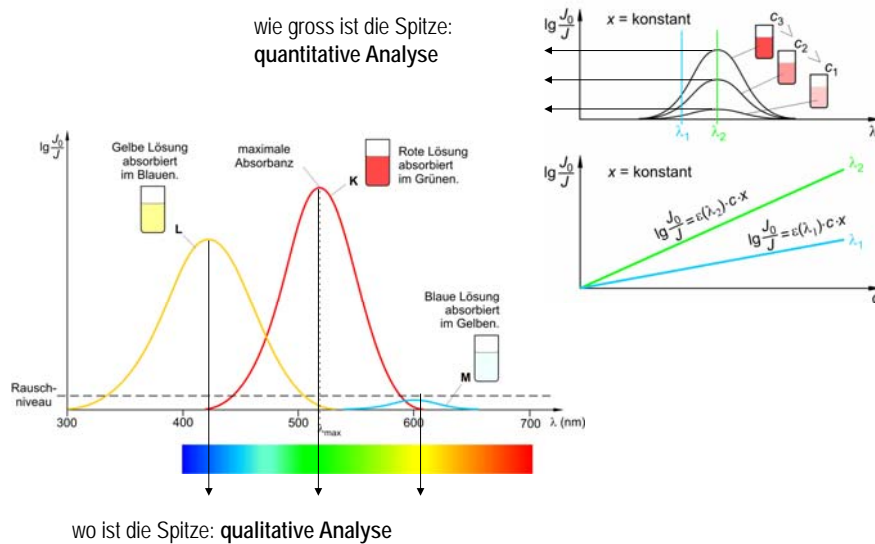 wie gross ist die Spitze:
quantitative Analyse
lg J₀/J
x = konstant
c₃
>
c₂
>
c₁
λ₁
λ₂
λ
lg J₀/J
x = konstant
λ₂
lg J₀/J = ε(λ₂)·c·x
lg J₀/J = ε(λ₁)·c·x
λ₁
c
lg J₀/J
Gelbe Lösung
absorbiert
im Blauen.
L
maximale
Absorbanz
K
Rote Lösung
absorbiert
im Grünen.
Blaue Lösung
absorbiert
im Gelben.
M
Rausch-
niveau
300
400
500
λmax
600
700
λ (nm)
wo ist die Spitze: qualitative Analyse